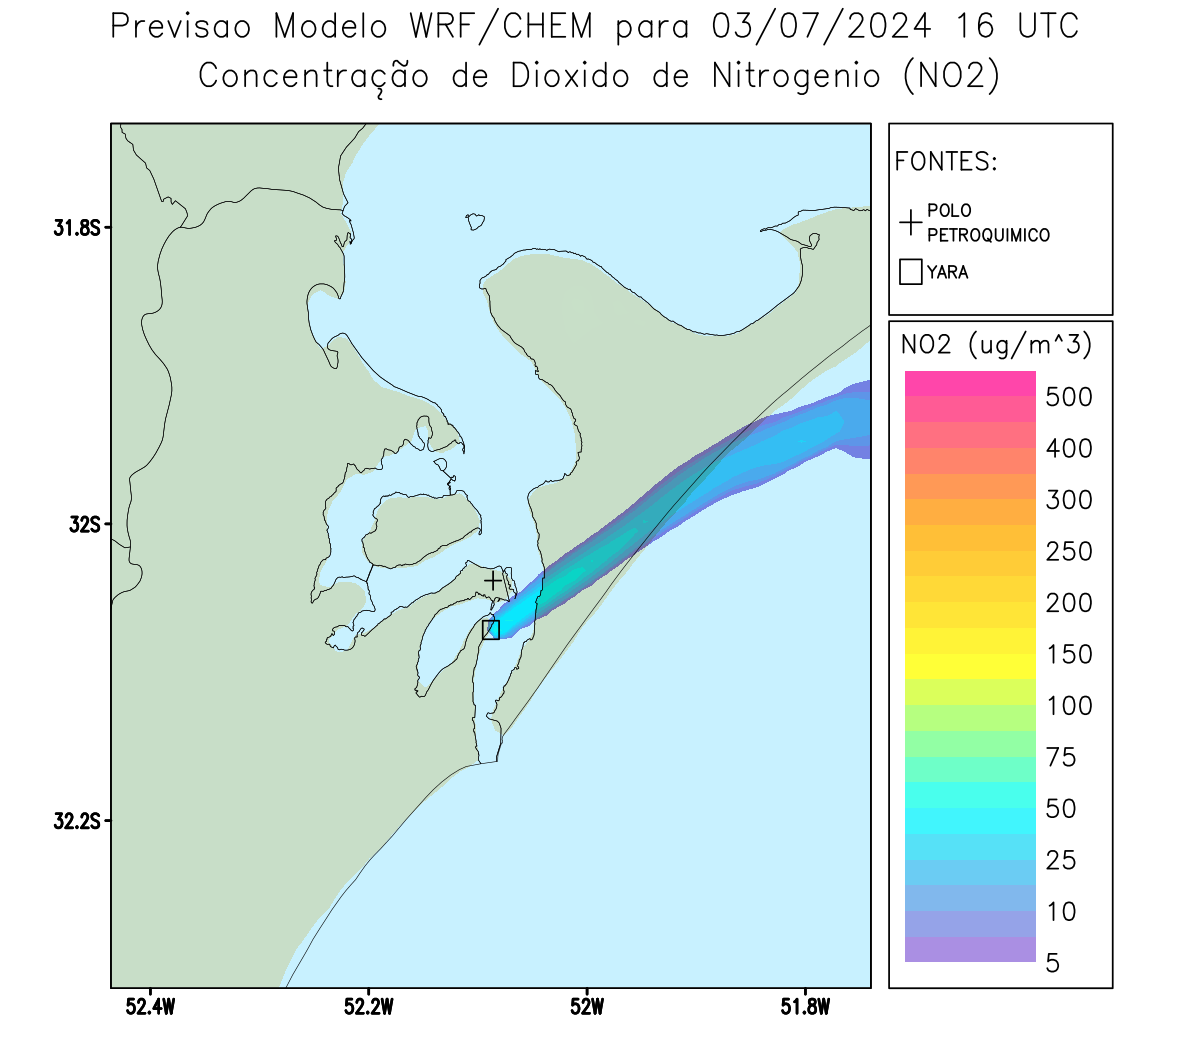 Previsao Modelo WRF/CHEM para 03/07/2024 16 UTC
Concentração de Dioxido de Nitrogenio (NO2)
FONTES:
POLO
PETROQUIMICO
YARA
31.8S
32S
32.2S
52.4W
52.2W
52W
51.8W
NO2 (ug/m^3)
500
400
300
250
200
150
100
75
50
25
10
5